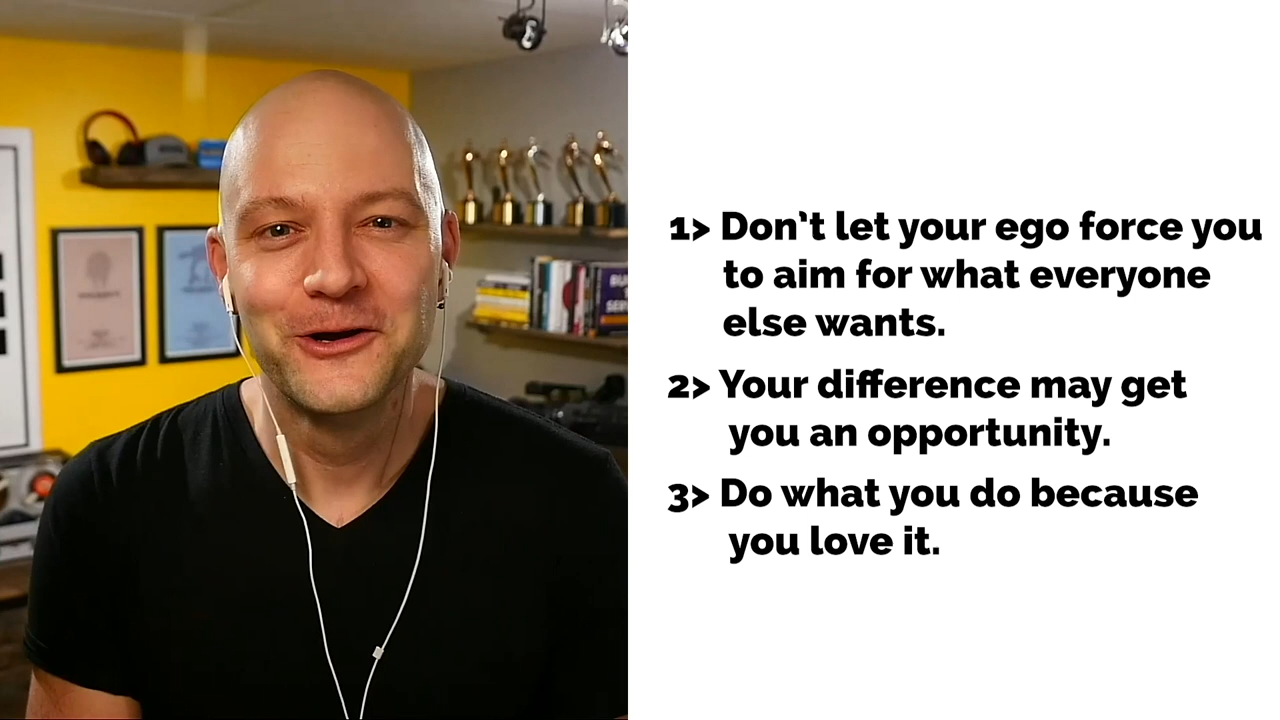 1> Don't let your ego force you
to aim for what everyone
else wants.
2> Your difference may get
you an opportunity.
3> Do what you do because
you love it.